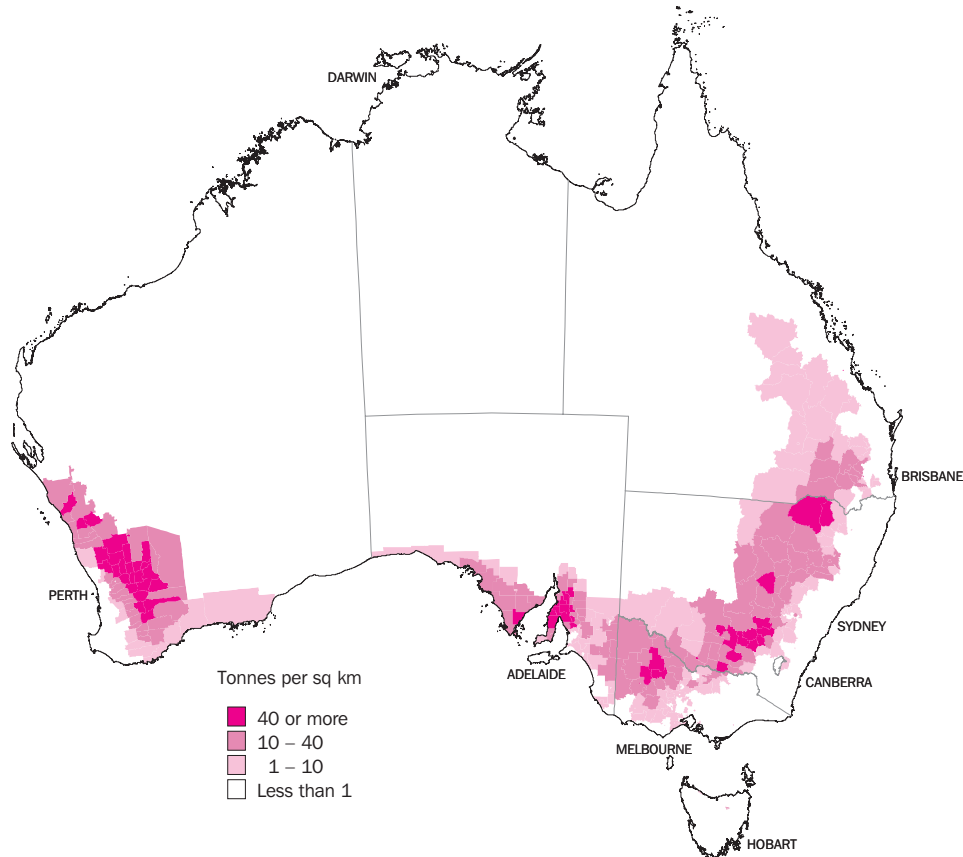 DARWIN
BRISBANE
PERTH
SYDNEY
ADELAIDE
CANBERRA
MELBOURNE
HOBART
Tonnes per sq km
40 or more
10 – 40
1 – 10
Less than 1